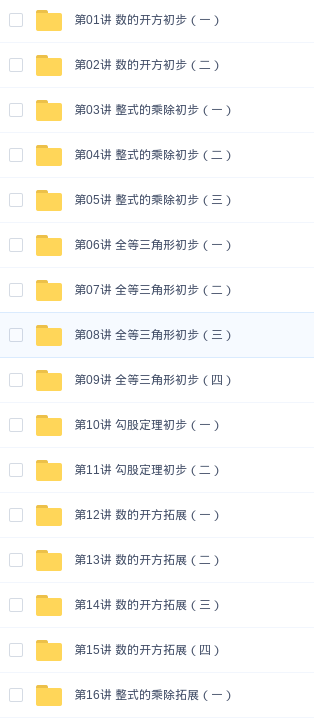 第01讲 数的开方初步（一）
第02讲 数的开方初步（二）
第03讲 整式的乘除初步（一）
第04讲 整式的乘除初步（二）
第05讲 整式的乘除初步（三）
第06讲 全等三角形初步（一）
第07讲 全等三角形初步（二）
第08讲 全等三角形初步（三）
第09讲 全等三角形初步（四）
第10讲 勾股定理初步（一）
第11讲 勾股定理初步（二）
第12讲 数的开方拓展（一）
第13讲 数的开方拓展（二）
第14讲 数的开方拓展（三）
第15讲 数的开方拓展（四）
第16讲 整式的乘除拓展（一）